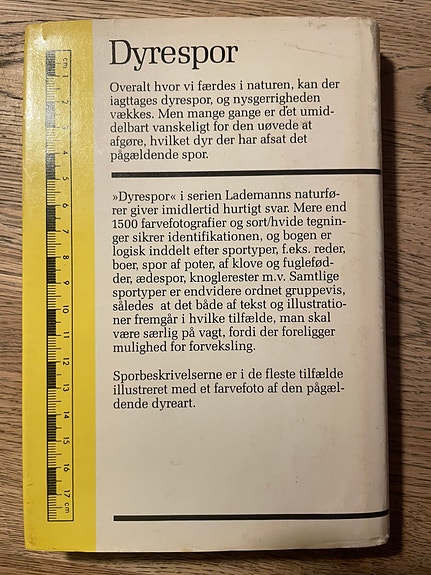 Dyrespor
Overalt hvor vi færdes i naturen, kan der
iagttages dyrespor, og nysgerrigheden
vækkes. Men mange gange er det umid-
delbart vanskeligt for den uøvede at
afgøre, hvilket dyr der har afsat det
pågældende spor.
»Dyrespor« i serien Lademanns naturfø-
rer giver imidlertid hurtigt svar. Mere end
1500 farvefotografier og sort/hvide tegnin-
ger sikrer identifikationen, og bogen er
logisk inddelt efter sportyper, f.eks. reder,
boer, spor af poter, af klove og euglefød-
der, ædespor, knoglerester m.v. Samtlige
sportyper er endvidere ordnet gruppevis,
således at det både af tekst og illustratio-
ner fremgår i hvilke tilfælde, man skal
være særlig på vagt, fordi der foreligger
mulighed for forveksling.
Sporbeskrivelserne er i de fleste tilfælde
illustreret med et farvefoto af den pågæl-
dende dyreart.
cm 1 2 3 4 5 6 7 8 9 10 11 12 13 14 15 16 17 cm